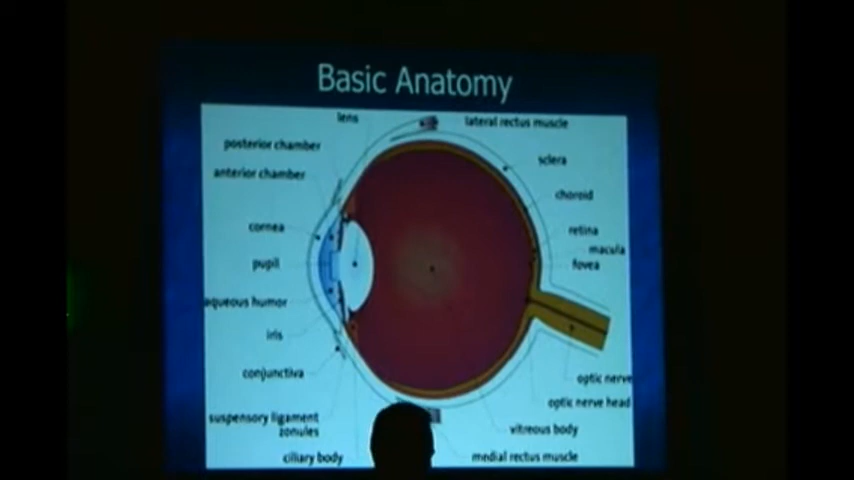 Basic Anatomy
lens
lateral rectus muscle
posterior chamber
sclera
anterior chamber
choroid
cornea
retina
macula
pupil
fovea
aqueous humor
iris
conjunctiva
optic nerve
optic nerve head
suspensory ligament
zonules
vitreous body
ciliary body
medial rectus muscle